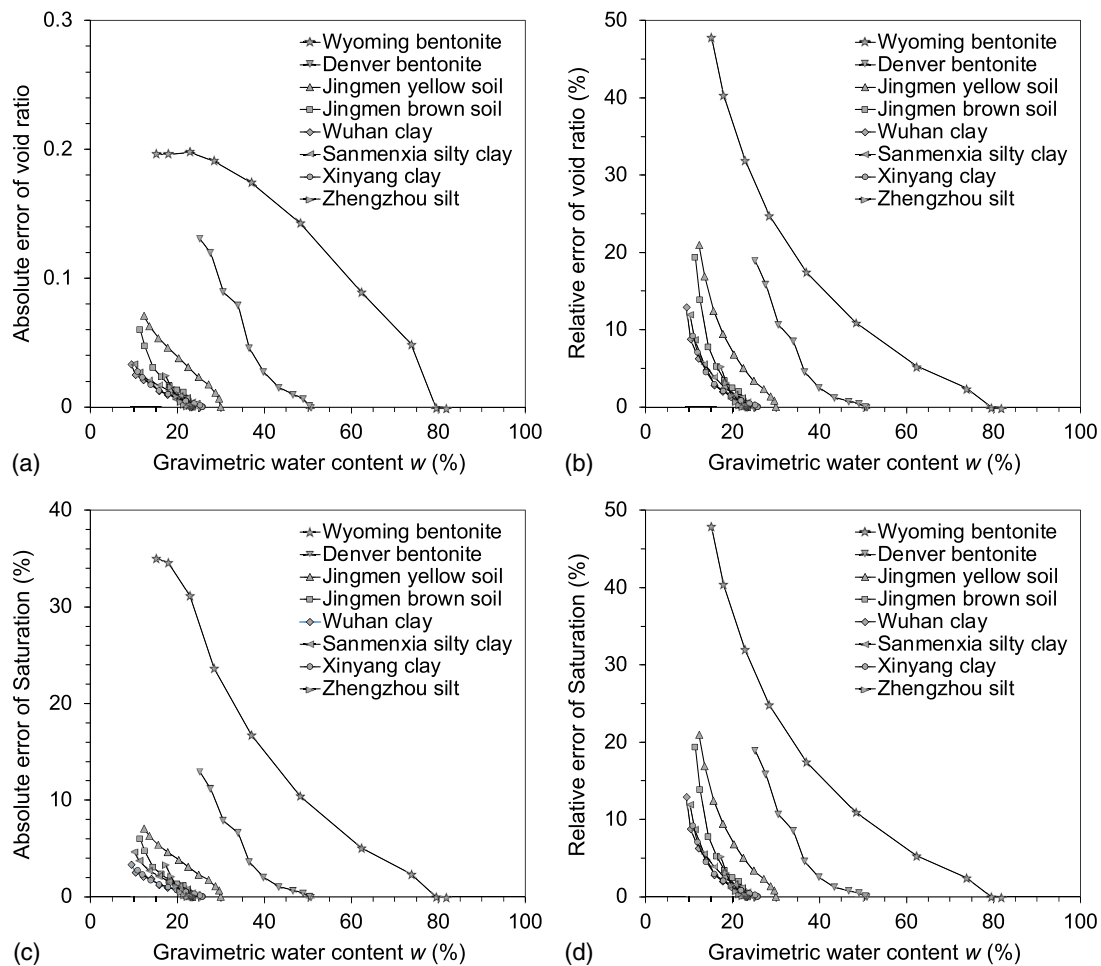 0.3
0.2
0.1
0
Absolute error of void ratio
Wyoming bentonite
Denver bentonite
Jingmen yellow soil
Jingmen brown soil
Wuhan clay
Sanmenxia silty clay
Xinyang clay
Zhengzhou silt
0 20 40 60 80 100
(a) Gravimetric water content w (%)
50
40
30
20
10
0
Relative error of void ratio (%)
Wyoming bentonite
Denver bentonite
Jingmen yellow soil
Jingmen brown soil
Wuhan clay
Sanmenxia silty clay
Xinyang clay
Zhengzhou silt
0 20 40 60 80 100
(b) Gravimetric water content w (%)
40
30
20
10
0
Absolute error of Saturation (%)
Wyoming bentonite
Denver bentonite
Jingmen yellow soil
Jingmen brown soil
Wuhan clay
Sanmenxia silty clay
Xinyang clay
Zhengzhou silt
0 20 40 60 80 100
(c) Gravimetric water content w (%)
50
40
30
20
10
0
Relative error of Saturation (%)
Wyoming bentonite
Denver bentonite
Jingmen yellow soil
Jingmen brown soil
Wuhan clay
Sanmenxia silty clay
Xinyang clay
Zhengzhou silt
0 20 40 60 80 100
(d) Gravimetric water content w (%)